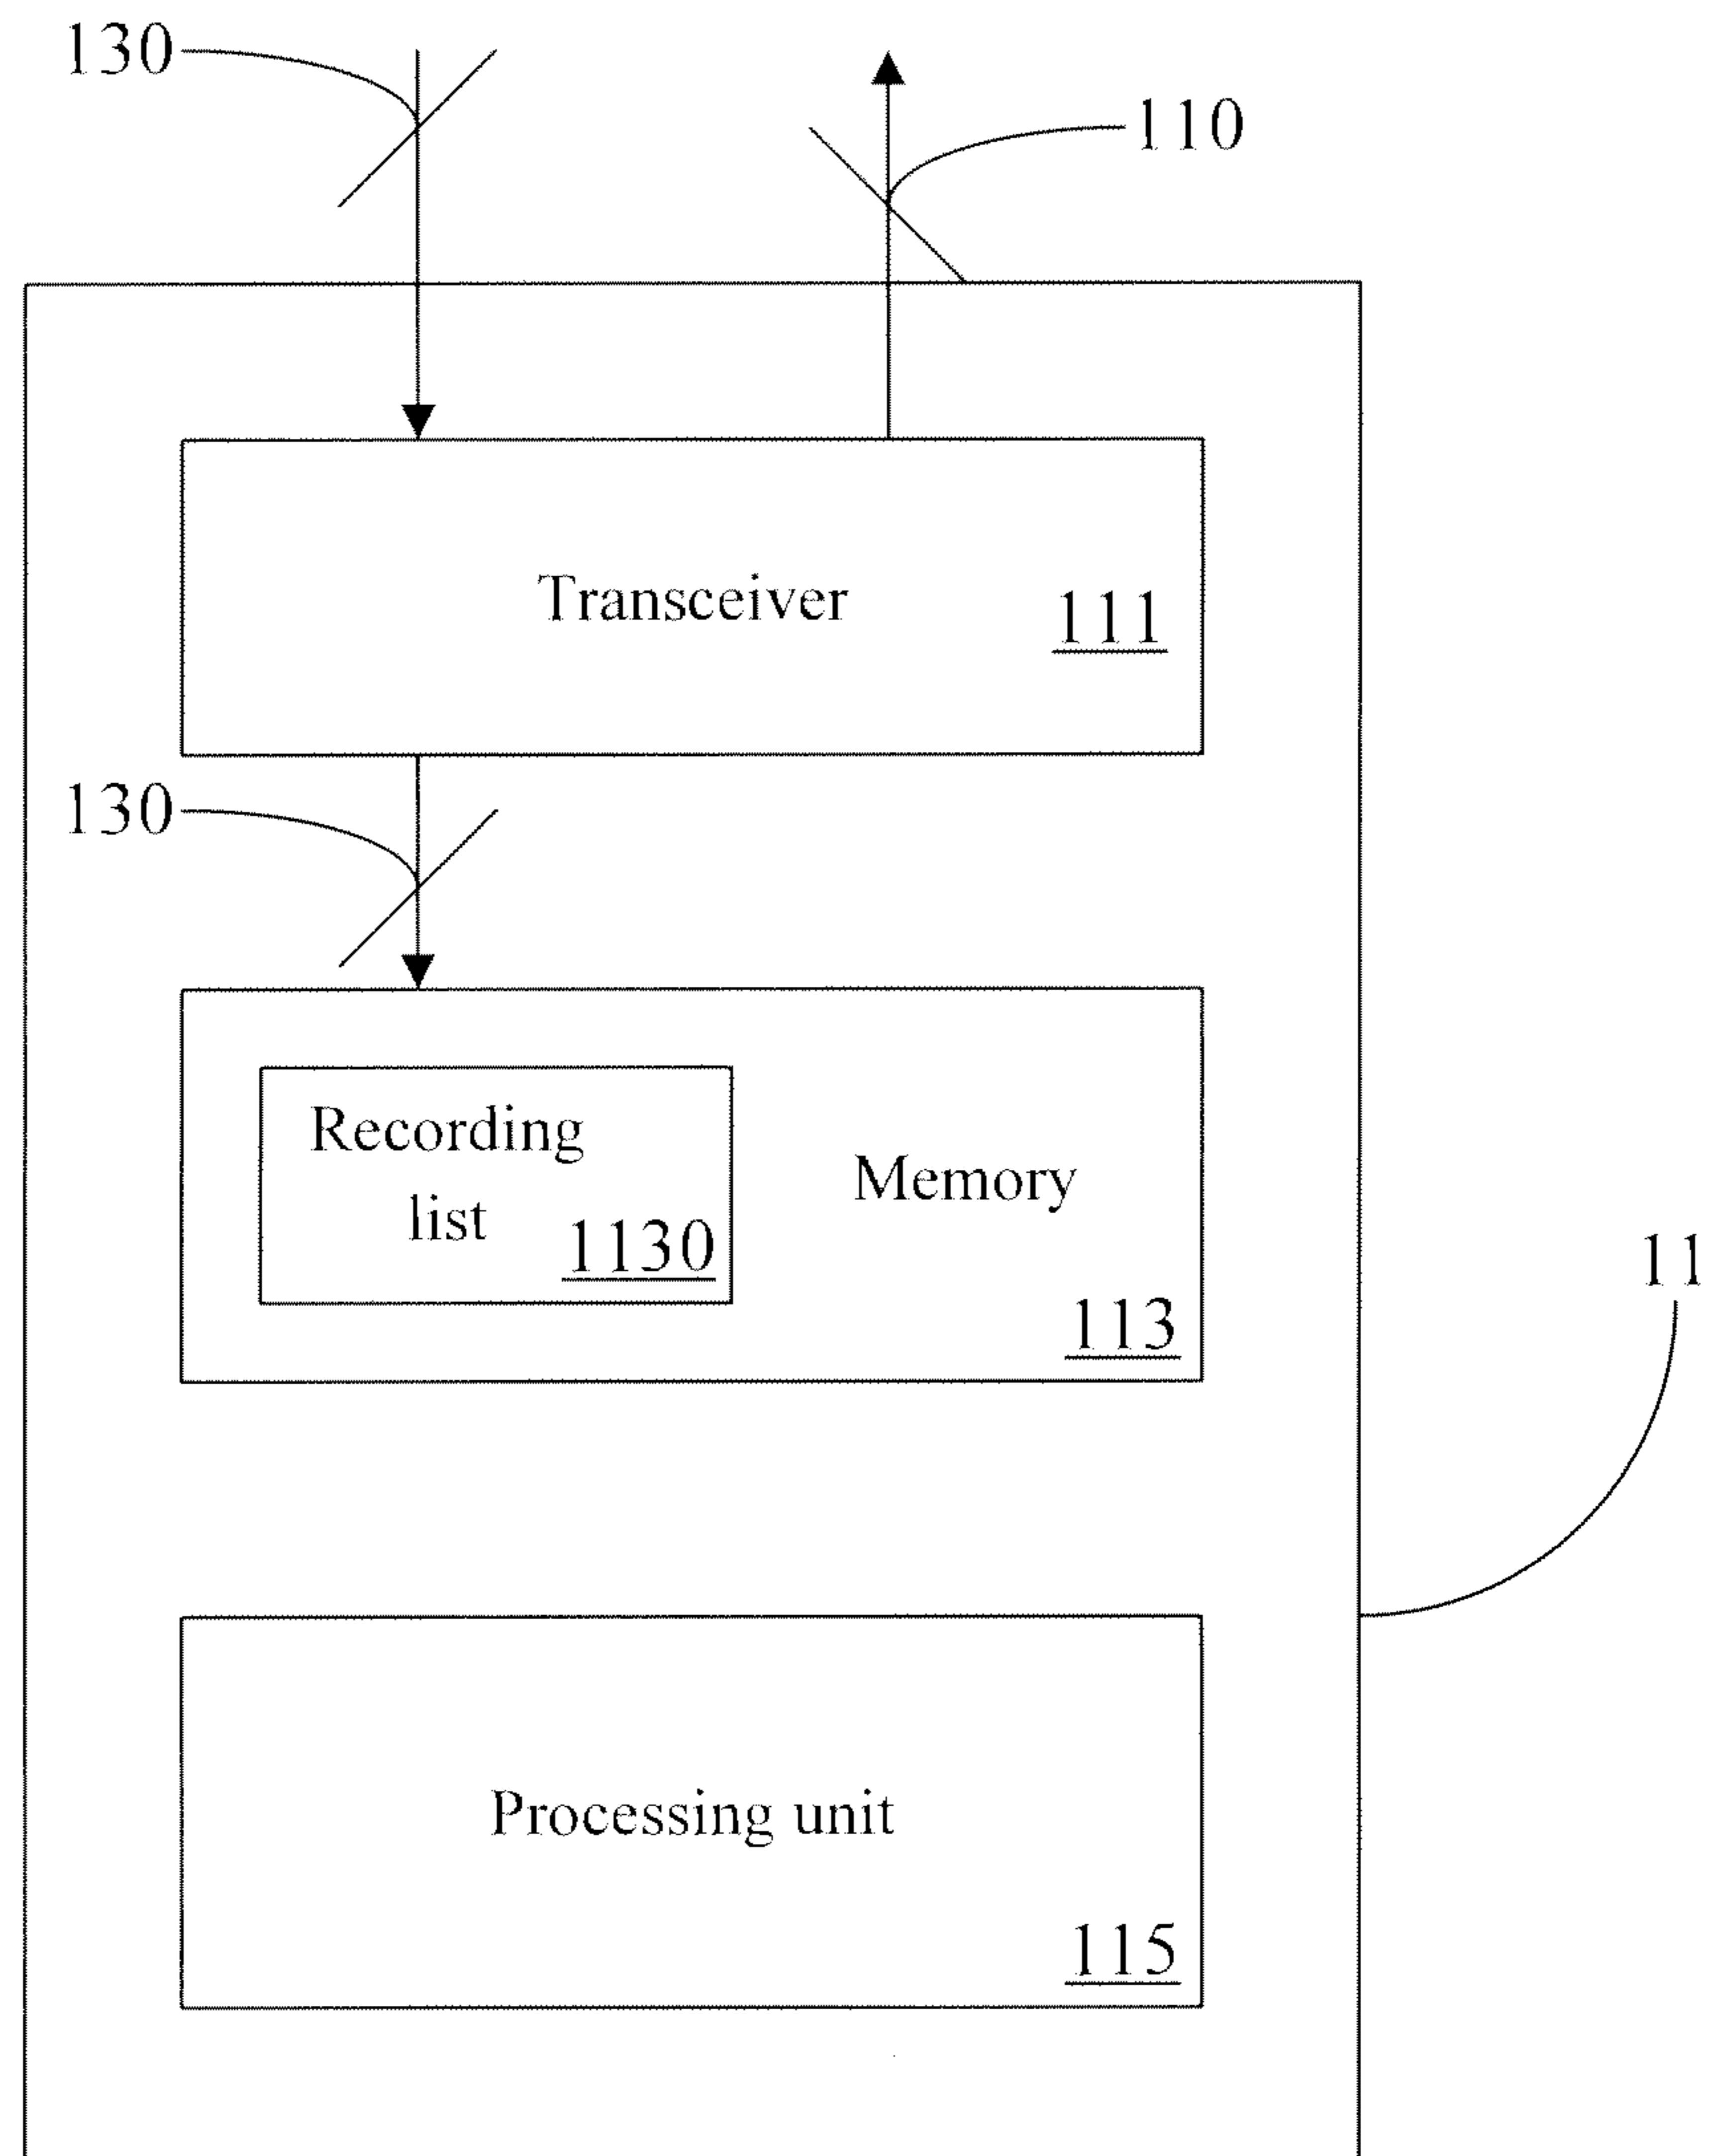 130
110
Transceiver
111
130
Recording
list
1130
Memory
113
11
Processing unit
115